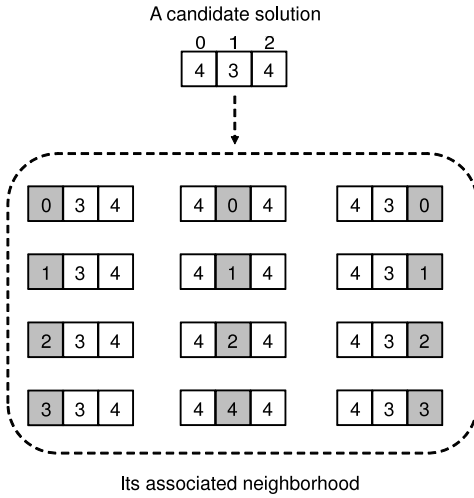 A candidate solution
0 1 2
4 3 4
0 3 4 4 0 4 4 3 0
1 3 4 4 1 4 4 3 1
2 3 4 4 2 4 4 3 2
3 3 4 4 4 4 4 3 3
Its associated neighborhood